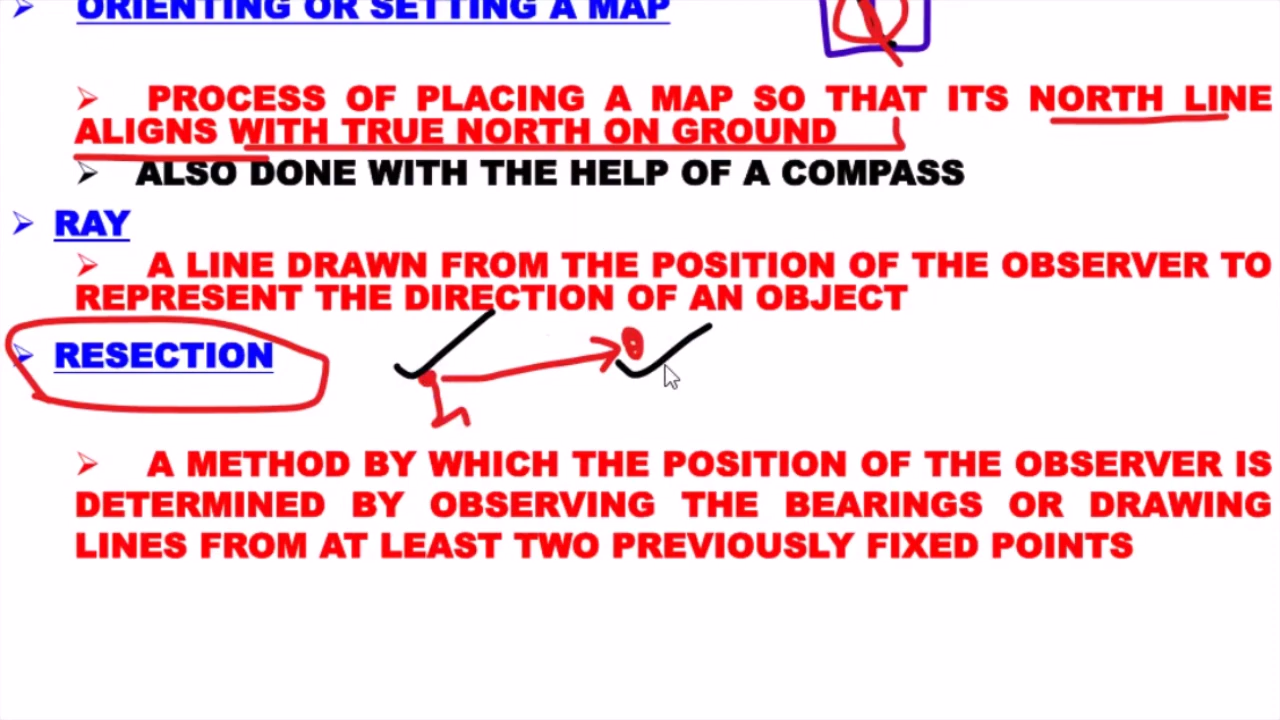 ORIENTING OR SETTING A MAP
PROCESS OF PLACING A MAP SO THAT ITS NORTH LINE
ALIGNS WITH TRUE NORTH ON GROUND
ALSO DONE WITH THE HELP OF A COMPASS
RAY
A LINE DRAWN FROM THE POSITION OF THE OBSERVER TO
REPRESENT THE DIRECTION OF AN OBJECT
RESECTION
A METHOD BY WHICH THE POSITION OF THE OBSERVER IS
DETERMINED BY OBSERVING THE BEARINGS OR DRAWING
LINES FROM AT LEAST TWO PREVIOUSLY FIXED POINTS